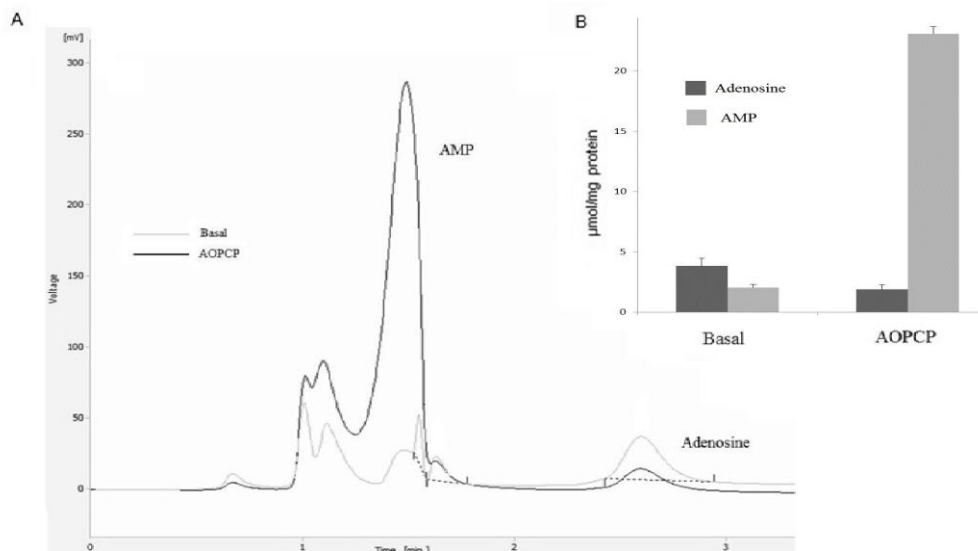 A
[mV]
300
250
200
150
100
50
0
Voltage
AMP
Basal
AOPCP
Adenosine
0
1
2
3
Time [min.]
B
20
15
10
5
0
µmol/mg protein
Adenosine
AMP
Basal
AOPCP